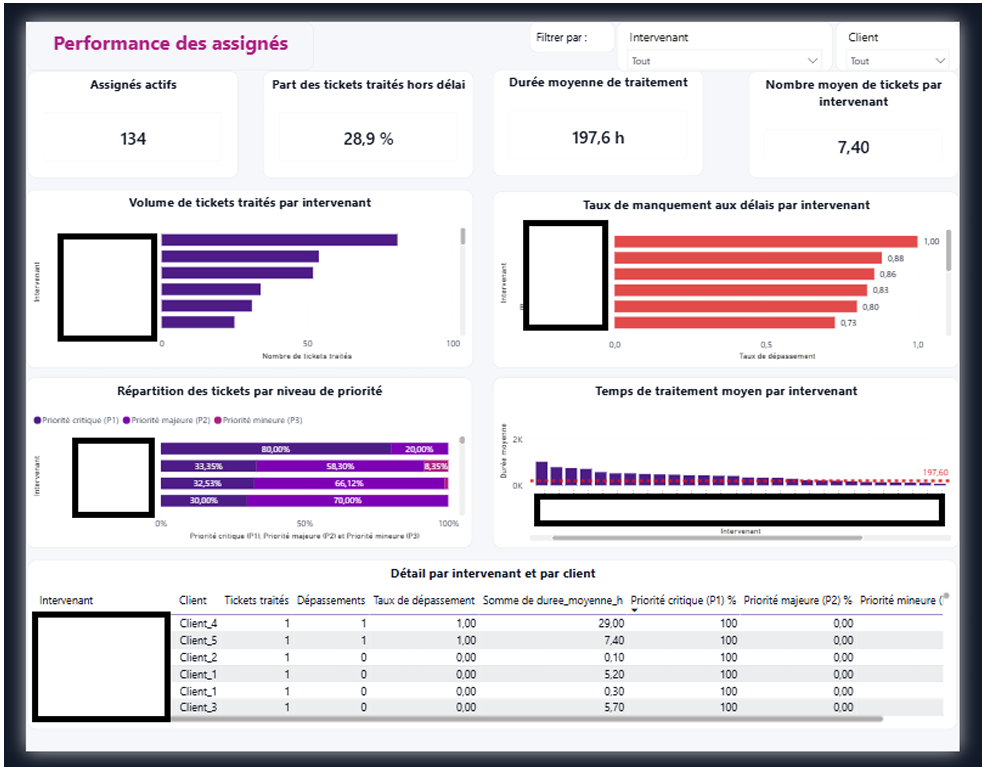 Performance des assignés
Filtrer par :
Intervenant
Tout
Client
Tout
Assignés actifs
134
Part des tickets traités hors délai
28,9 %
Durée moyenne de traitement
197,6 h
Nombre moyen de tickets par
intervenant
7,40
Volume de tickets traités par intervenant
Intervenant
0 50 100
Nombre de tickets traités
Taux de manquement aux délais par intervenant
Intervenant
1,00
0,88
0,86
0,83
0,80
0,73
0,0 0,5 1,0
Taux de dépassement
Répartition des tickets par niveau de priorité
Priorité critique (P1) Priorité majeure (P2) Priorité mineure (P3)
Intervenant
80,00% 20,00%
33,35% 58,30% 8,35%
32,53% 66,12%
30,00% 70,00%
0% 50% 100%
Priorité critique (P1), Priorité majeure (P2) et Priorité mineure (P3)
Temps de traitement moyen par intervenant
Durée moyenne
2K
0K
197,60
Intervenant
Détail par intervenant et par client
Intervenant Client Tickets traités Dépassements Taux de dépassement Somme de duree_moyenne_h Priorité critique (P1) % Priorité majeure (P2) % Priorité mineure (
Client_4 1 1 1,00 29,00 100 0,00
Client_5 1 1 1,00 7,40 100 0,00
Client_2 1 0 0,00 0,10 100 0,00
Client_1 1 0 0,00 5,20 100 0,00
Client_1 1 0 0,00 0,30 100 0,00
Client_3 1 0 0,00 5,70 100 0,00